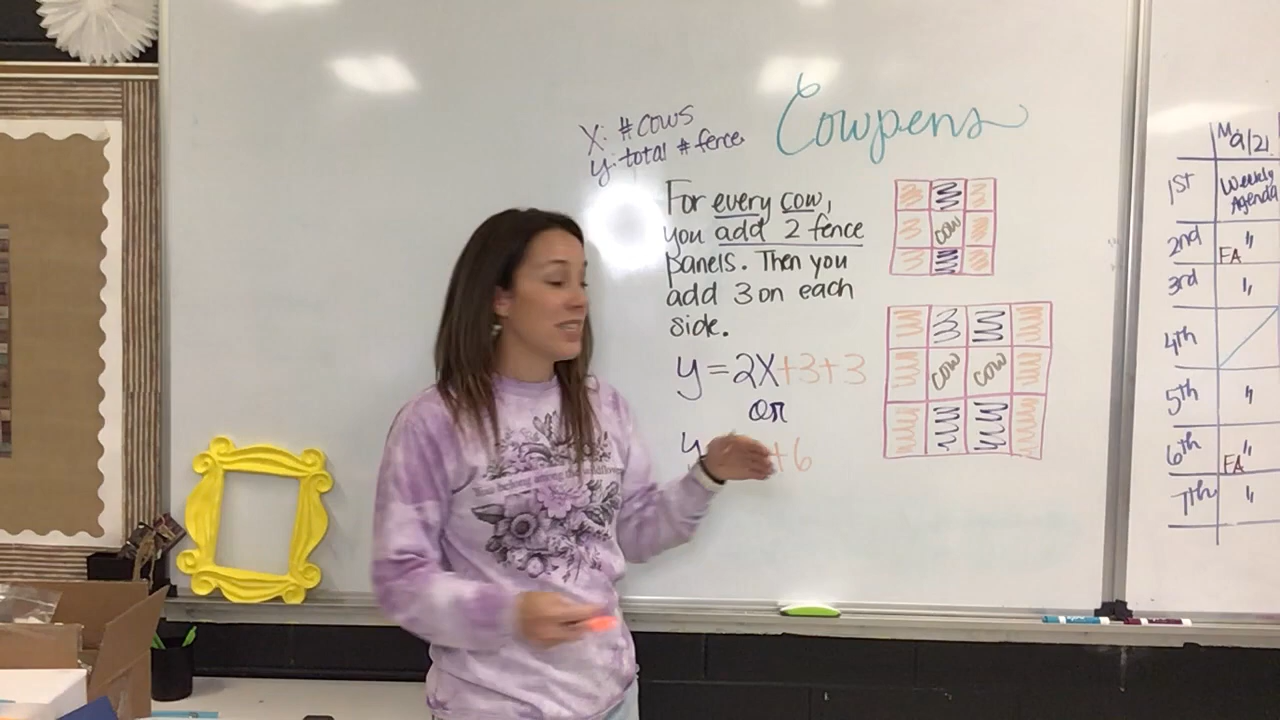 Cowpens
X: # cows
y: total # fence
For every cow,
you add 2 fence
panels. Then you
add 3 on each
side.
y=2x+3+3
or
y +6
cow
cow cow
9/21
1st Weekly
Agenda
2nd "
FA
3rd "
4th
5th "
6th "
FA
7th "